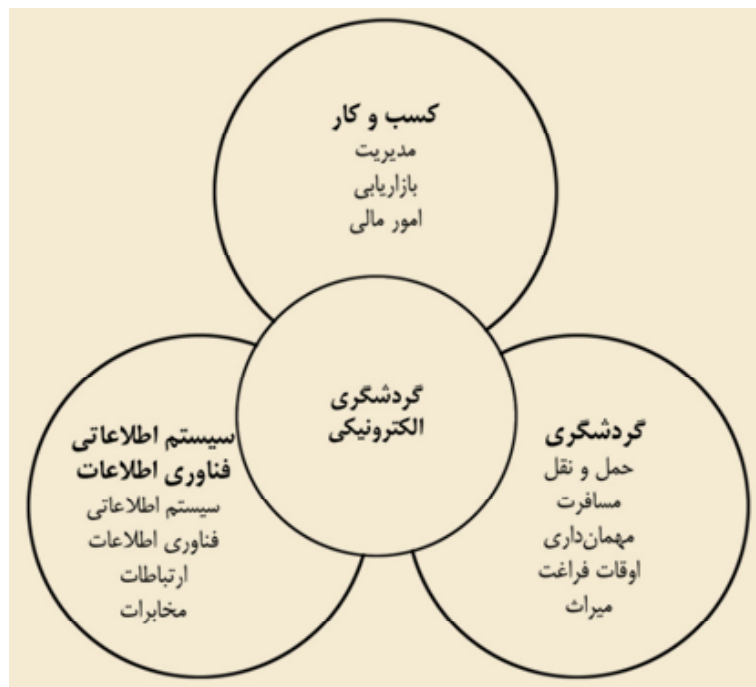 کسب و کار
مدیریت
بازاریابی
امور مالی
گردشگری
الکترونیکی
گردشگری
حمل و نقل
مسافرت
مهمان‌داری
اوقات فراغت
میراث
سیستم اطلاعاتی
فناوری اطلاعات
سیستم اطلاعاتی
فناوری اطلاعات
ارتباطات
مخابرات